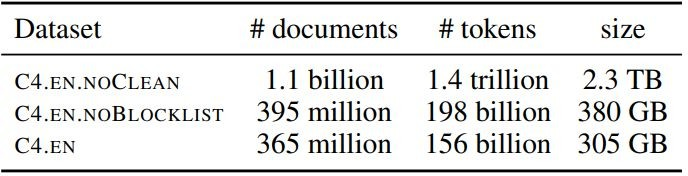 Dataset # documents # tokens size
C4.EN.NOCLEAN 1.1 billion 1.4 trillion 2.3 TB
C4.EN.NOBLOCKLIST 395 million 198 billion 380 GB
C4.EN 365 million 156 billion 305 GB